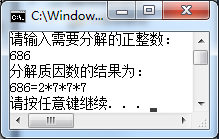 C:\Window...
请输入需要分解的正整数：
686
分解质因数的结果为：
686=2*7*7*7
请按任意键继续. . .